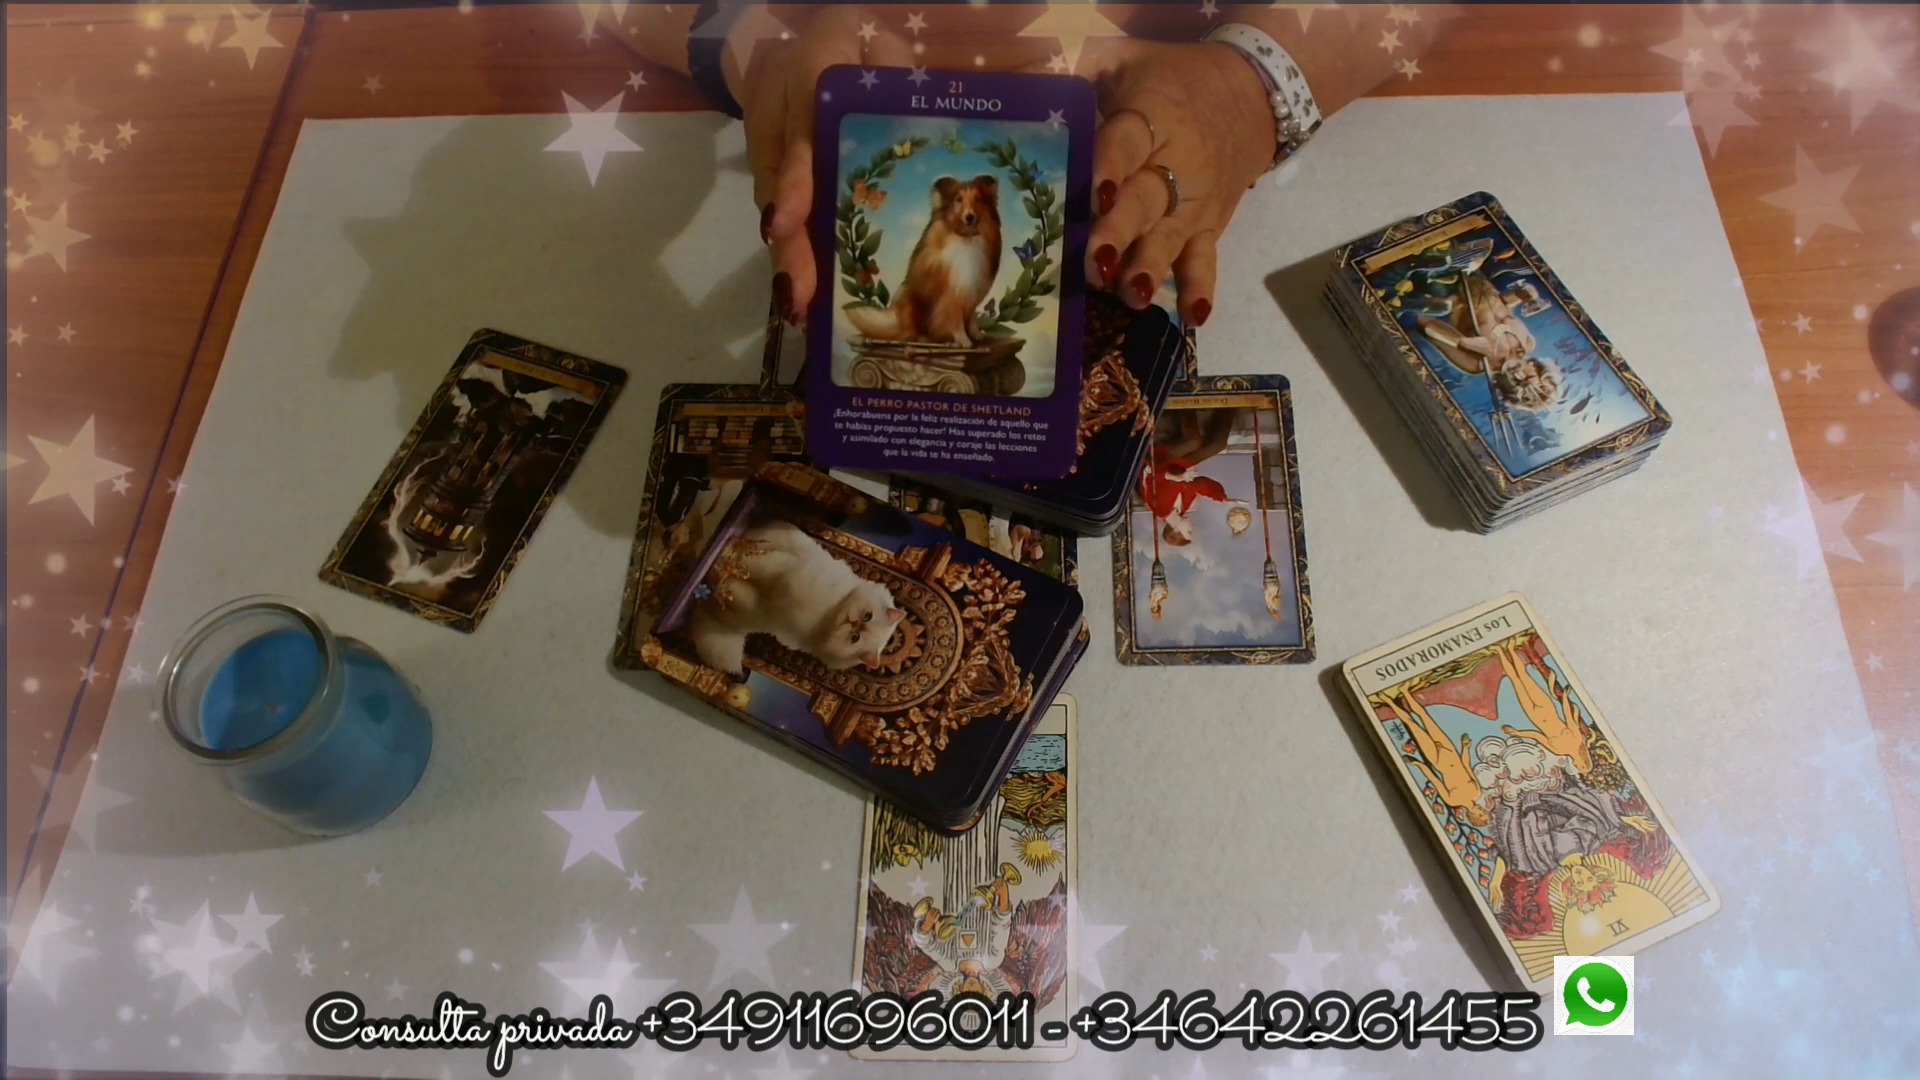 21
EL MUNDO
EL PERRO PASTOR DE SHETLAND
¡Enhorabuena por la feliz realización de aquello que
te habías propuesto hacer! Has superado los retos
y asimilado con elegancia y coraje las lecciones
que la vida te ha enseñado.
Los ENAMORADOS
VI
Consulta privada +34911696011 - +34642261455